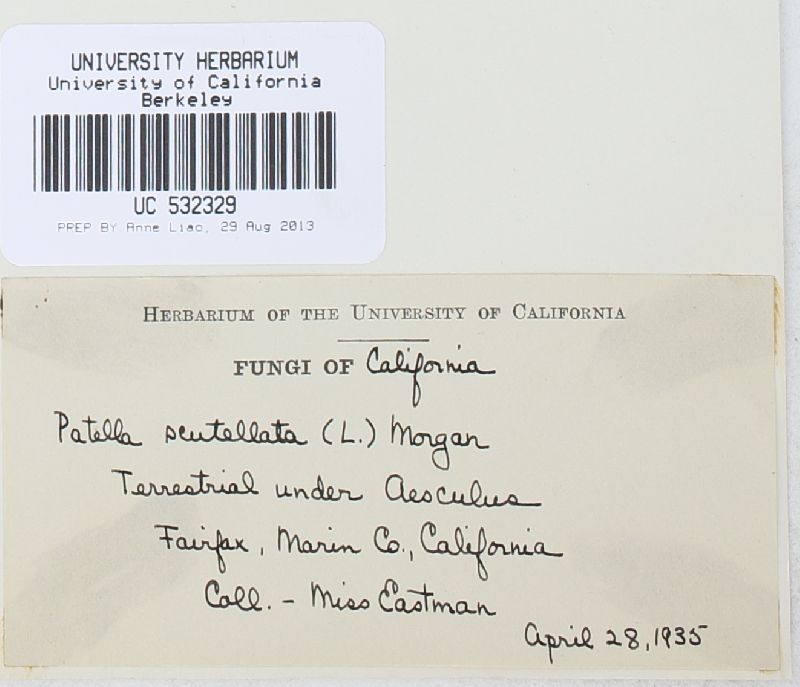 UNIVERSITY HERBARIUM
University of California
Berkeley
UC 532329
PREP BY Anne Liao, 29 Aug 2013
HERBARIUM OF THE UNIVERSITY OF CALIFORNIA
FUNGI OF California
Patella scutellata (L.) Morgan
Terrestrial under Aesculus
Fairfax, Marin Co., California
Coll. - Miss Eastman
April 28, 1935